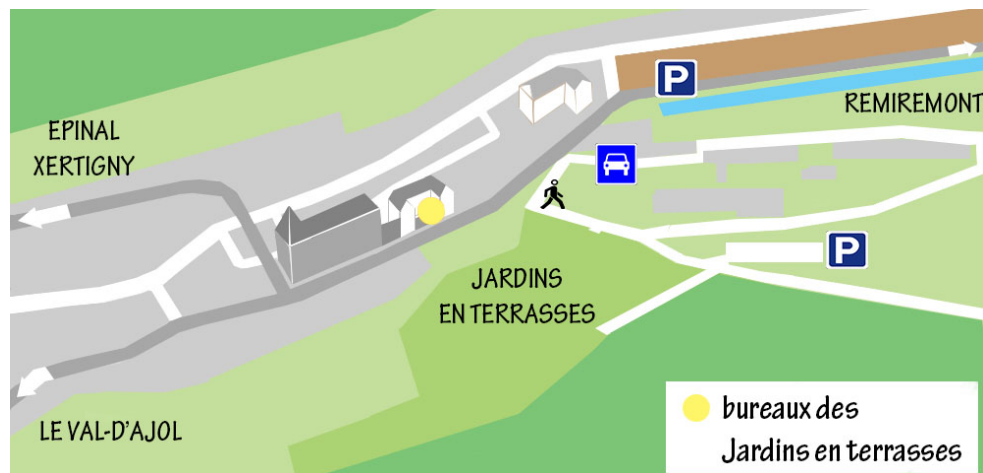 P
REMIREMONT
EPINAL
XERTIGNY
JARDINS
EN TERRASSES
P
LE VAL-D'AJOL
bureaux des
Jardins en terrasses